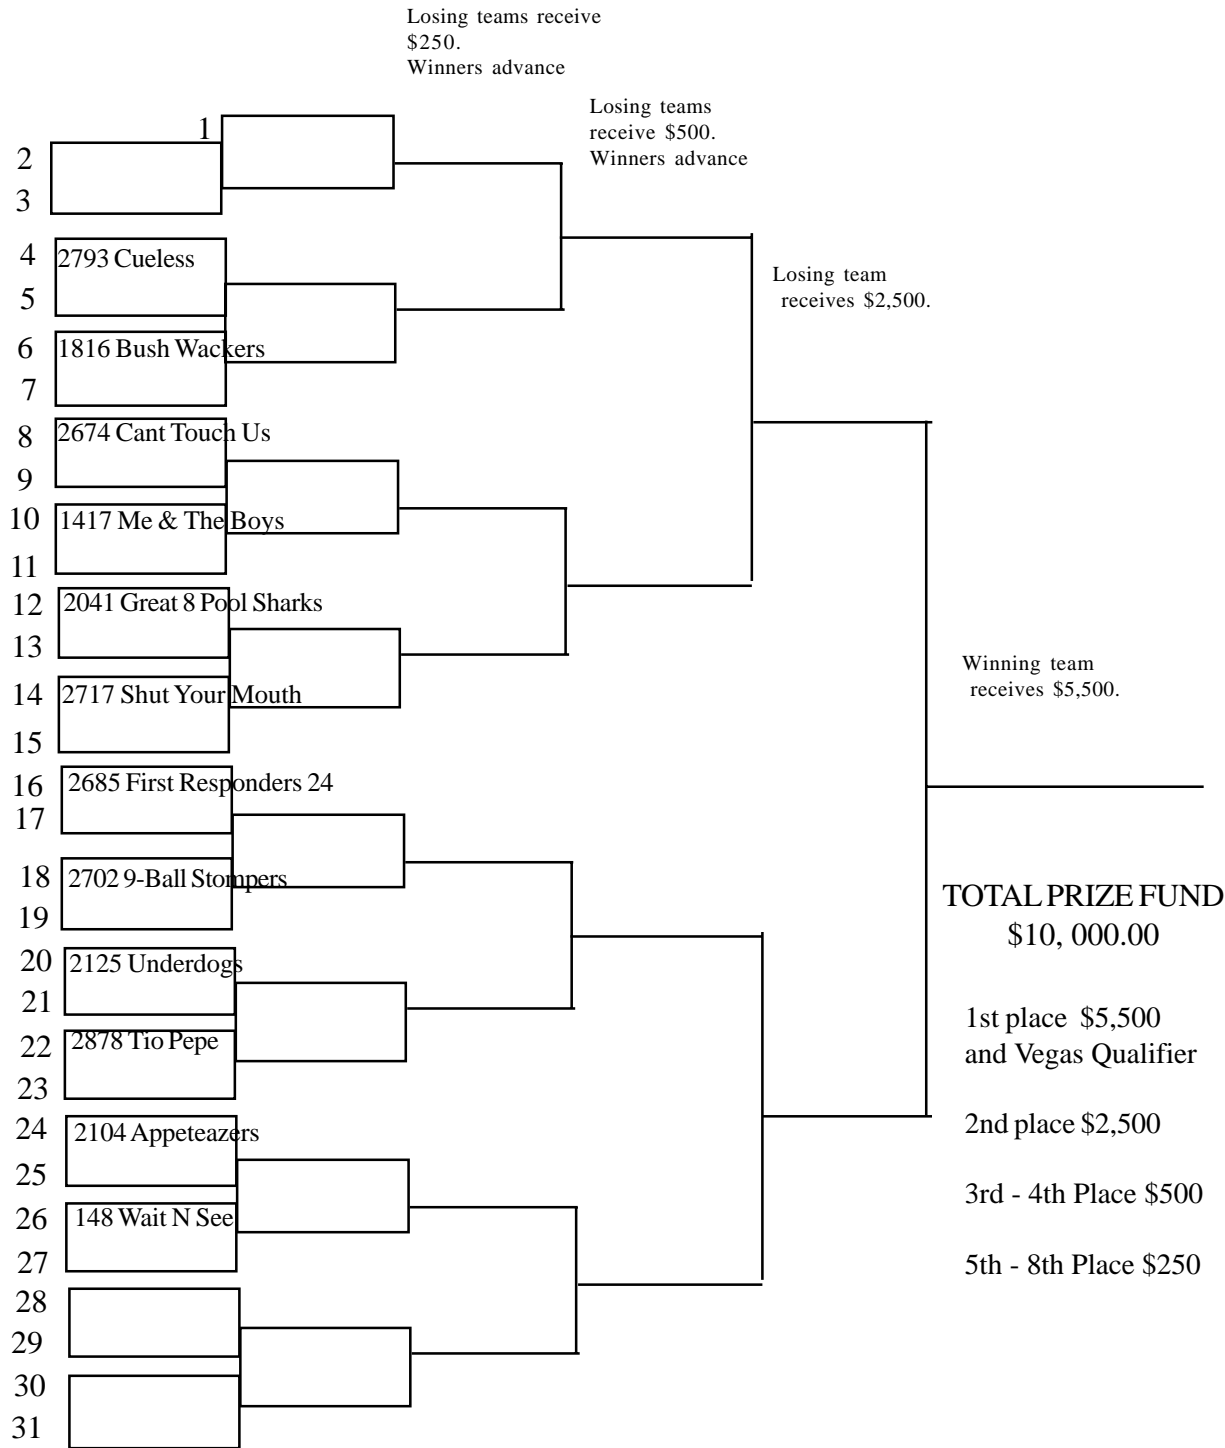 Losing teams receive
$250.
Winners advance
Losing teams
receive $500.
Winners advance
1
2
3
4
2793 Cueless
5
Losing team
receives $2,500.
6
1816 Bush Wackers
7
8
2674 Cant Touch Us
9
10
1417 Me & The Boys
11
12
2041 Great 8 Pool Sharks
13
14
2717 Shut Your Mouth
15
Winning team
receives $5,500.
16
2685 First Responders 24
17
18
2702 9-Ball Stompers
19
20
2125 Underdogs
21
22
2878 Tio Pepe
23
24
2104 Appeteazers
25
26
148 Wait N See
27
28
29
30
31
TOTAL PRIZE FUND
$10, 000.00
1st place $5,500
and Vegas Qualifier
2nd place $2,500
3rd - 4th Place $500
5th - 8th Place $250